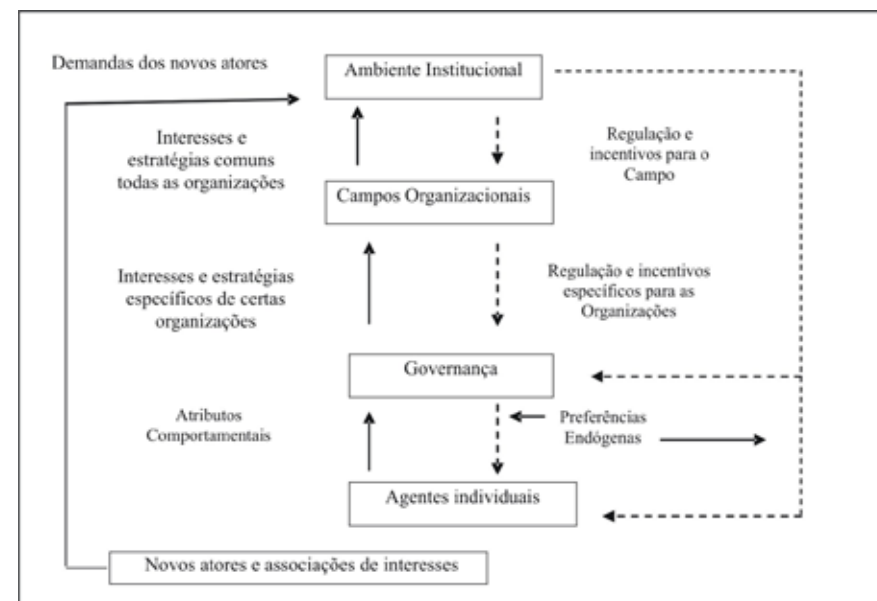 Demandas dos novos atores
Ambiente Institucional
Interesses e
estratégias comuns
todas as organizações
Regulação e
incentivos para o
Campo
Campos Organizacionais
Interesses e estratégias
específicos de certas
organizações
Regulação e incentivos
específicos para as
Organizações
Governança
Atributos
Comportamentais
Preferências
Endógenas
Agentes individuais
Novos atores e associações de interesses